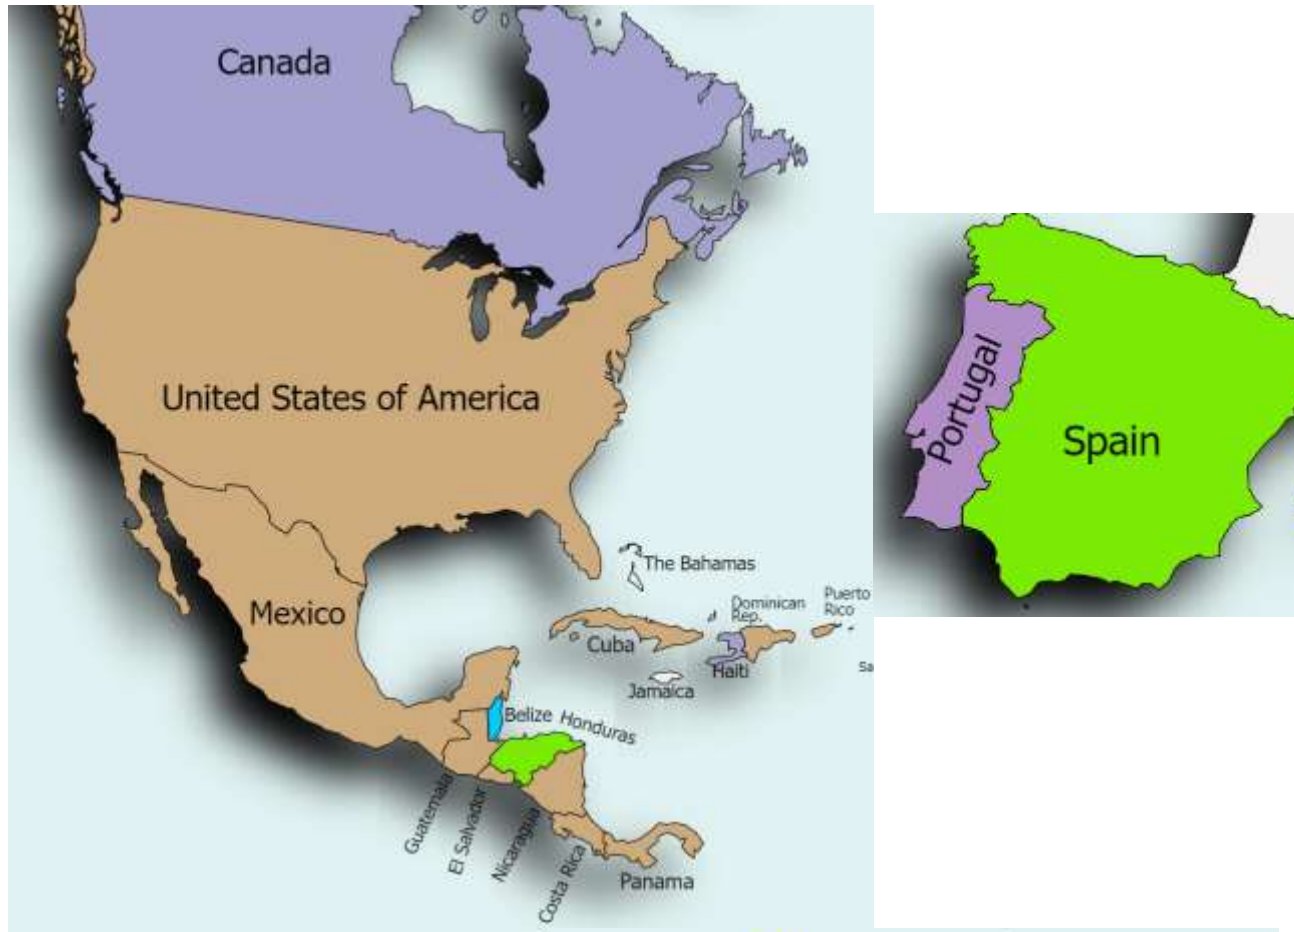 Canada
United States of America
Portugal
Spain
The Bahamas
Mexico
Dominican
Rep.
Puerto
Rico
Cuba
Haiti
Sa
Jamaica
Belize
Honduras
Guatemala
El Salvador
Nicaragua
Costa Rica
Panama